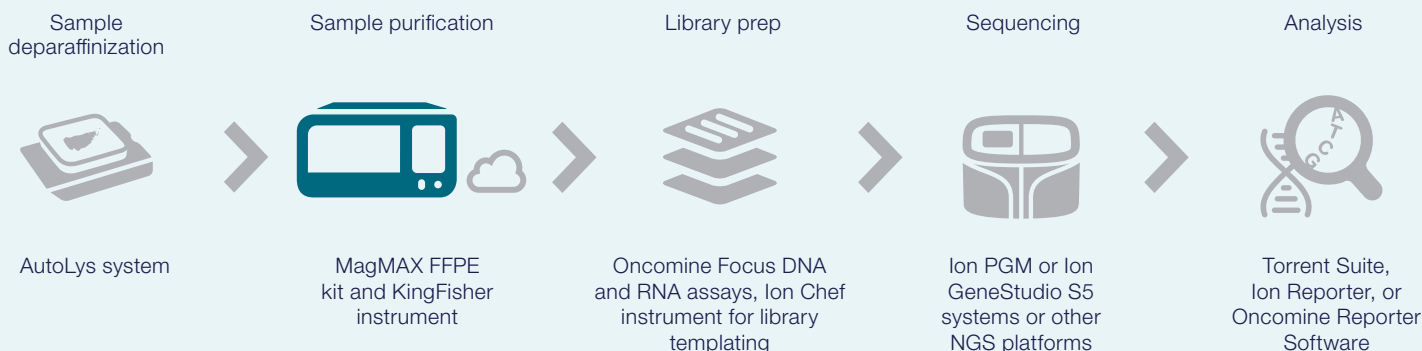 Sample
deparaffinization
Sample purification
Library prep
Sequencing
Analysis
A
T
C
G
AutoLys system
MagMAX FFPE
kit and KingFisher
instrument
Oncomine Focus DNA
and RNA assays, Ion Chef
instrument for library
templating
Ion PGM or Ion
GeneStudio S5
systems or other
NGS platforms
Torrent Suite,
Ion Reporter, or
Oncomine Reporter
Software